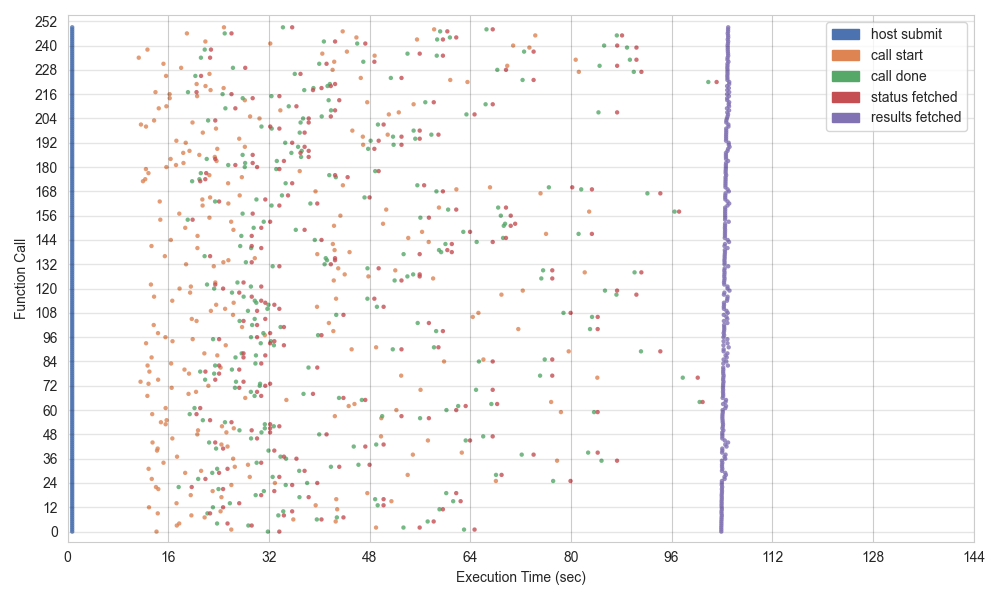 252
240
228
216
204
192
180
168
156
144
132
120
108
96
84
72
60
48
36
24
12
0
Function Call
host submit
call start
call done
status fetched
results fetched
0 16 32 48 64 80 96 112 128 144
Execution Time (sec)